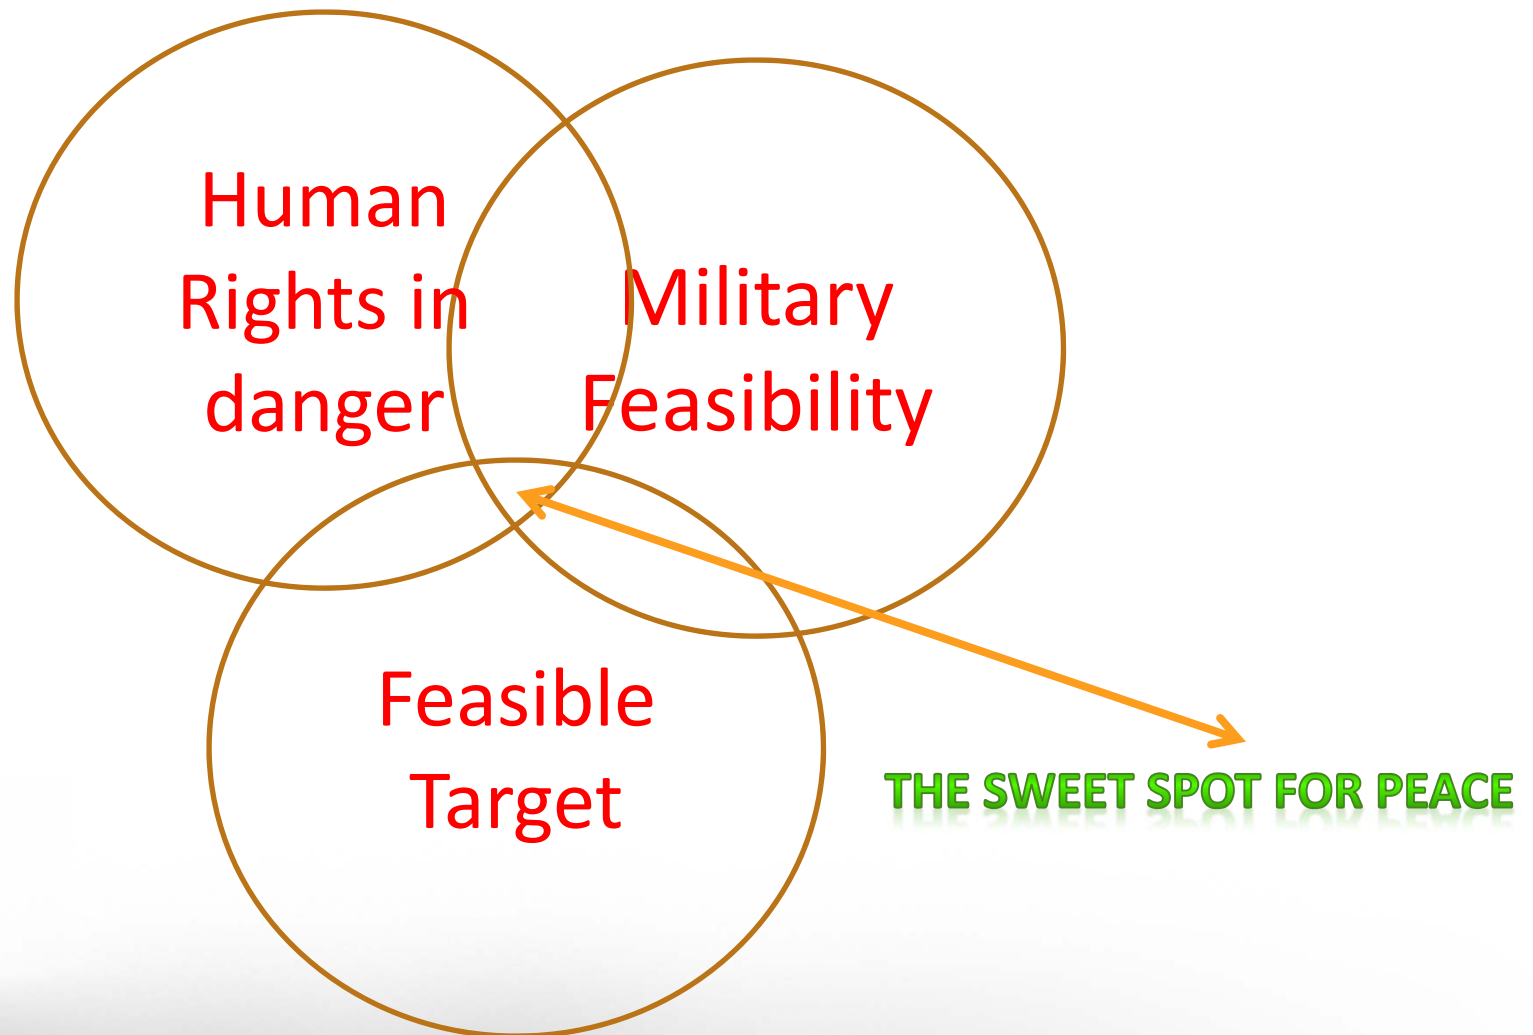 Human
Rights in
danger
Military
Feasibility
Feasible
Target
THE SWEET SPOT FOR PEACE